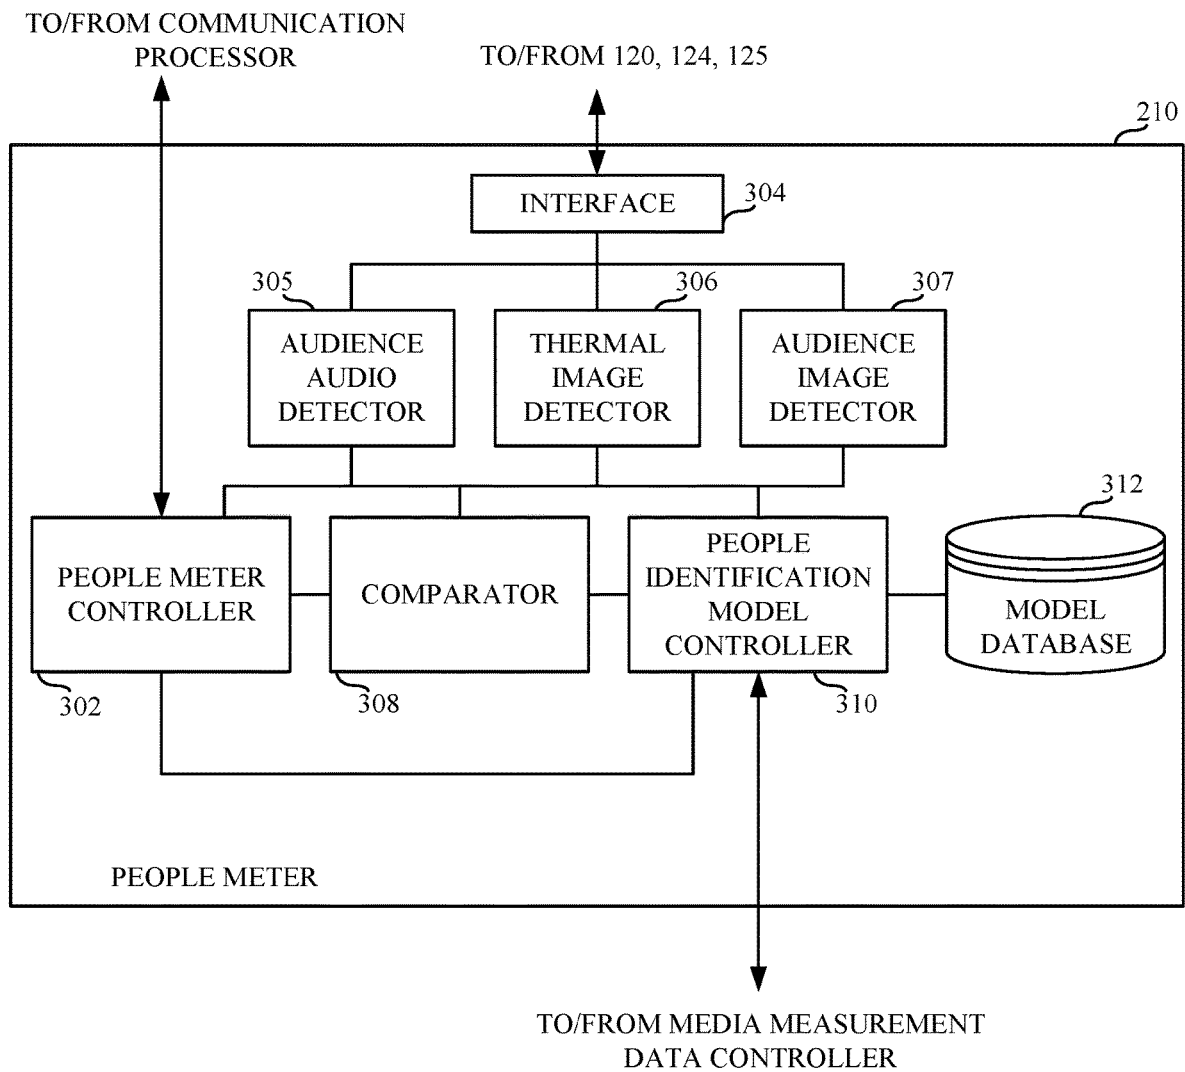 TO/FROM COMMUNICATION
PROCESSOR
TO/FROM 120, 124, 125
210
INTERFACE
304
305
306
307
AUDIENCE
AUDIO
DETECTOR
THERMAL
IMAGE
DETECTOR
AUDIENCE
IMAGE
DETECTOR
312
PEOPLE METER
CONTROLLER
COMPARATOR
PEOPLE
IDENTIFICATION
MODEL
CONTROLLER
MODEL
DATABASE
302
308
310
PEOPLE METER
TO/FROM MEDIA MEASUREMENT
DATA CONTROLLER